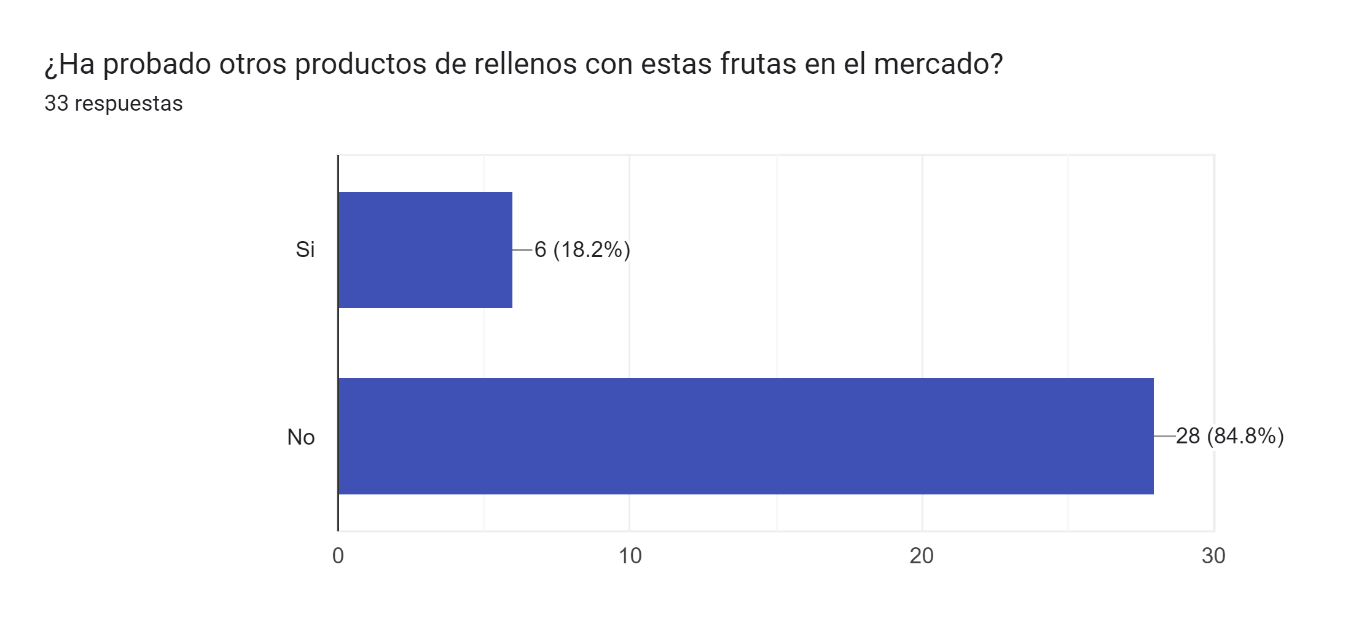 ¿Ha probado otros productos de rellenos con estas frutas en el mercado?
33 respuestas
Si
6 (18.2%)
No
28 (84.8%)
0
10
20
30